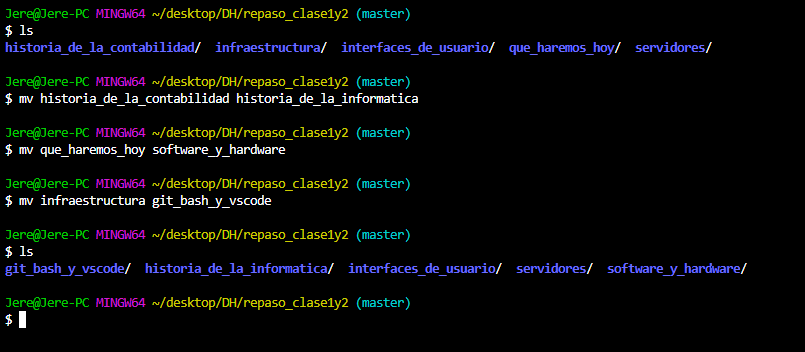 Jere@Jere-PC MINGW64 ~/desktop/DH/repaso_clase1y2 (master)
$ ls
historia_de_la_contabilidad/  infraestructura/  interfaces_de_usuario/  que_haremos_hoy/  servidores/
Jere@Jere-PC MINGW64 ~/desktop/DH/repaso_clase1y2 (master)
$ mv historia_de_la_contabilidad historia_de_la_informatica
Jere@Jere-PC MINGW64 ~/desktop/DH/repaso_clase1y2 (master)
$ mv que_haremos_hoy software_y_hardware
Jere@Jere-PC MINGW64 ~/desktop/DH/repaso_clase1y2 (master)
$ mv infraestructura git_bash_y_vscode
Jere@Jere-PC MINGW64 ~/desktop/DH/repaso_clase1y2 (master)
$ ls
git_bash_y_vscode/  historia_de_la_informatica/  interfaces_de_usuario/  servidores/  software_y_hardware/
Jere@Jere-PC MINGW64 ~/desktop/DH/repaso_clase1y2 (master)
$